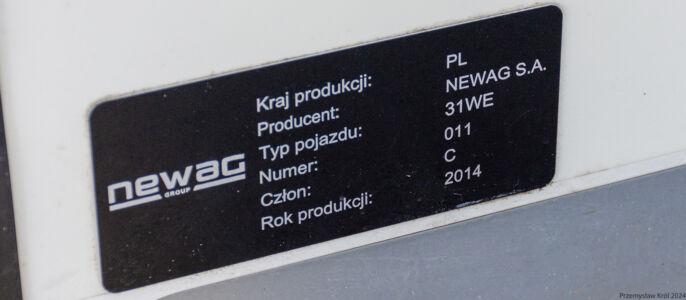 newag
GROUP
Kraj produkcji: PL
Producent: NEWAG S.A.
Typ pojazdu: 31WE
Numer: 011
Człon: C
Rok produkcji: 2014
Przemysław Król 2024